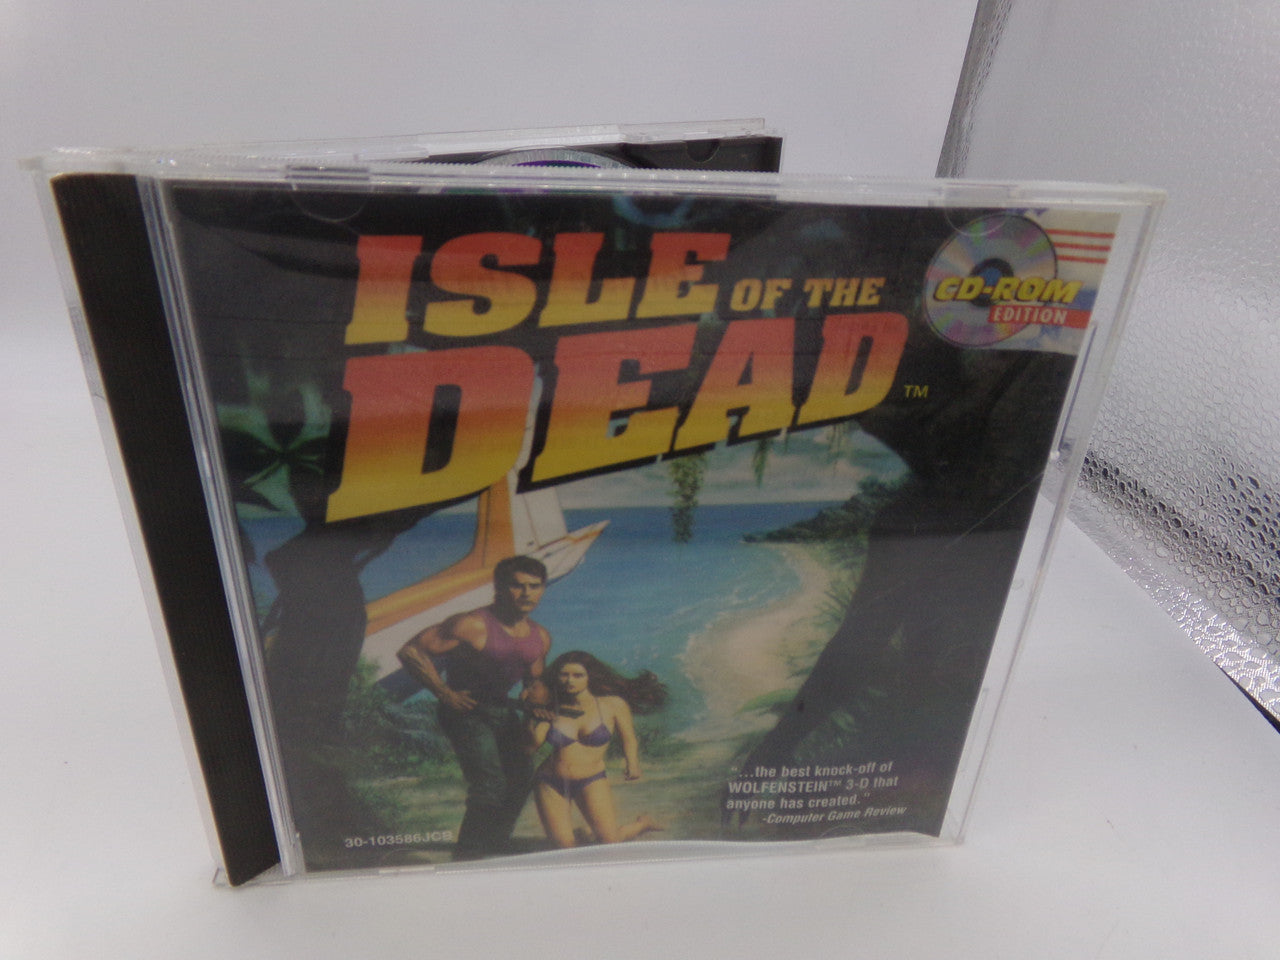 ISLE OF THE
DEAD
TM
CD-ROM
EDITION
"...the best knock-off of
WOLFENSTEIN™ 3-D that
anyone has created."
-Computer Game Review
30-103586JCB